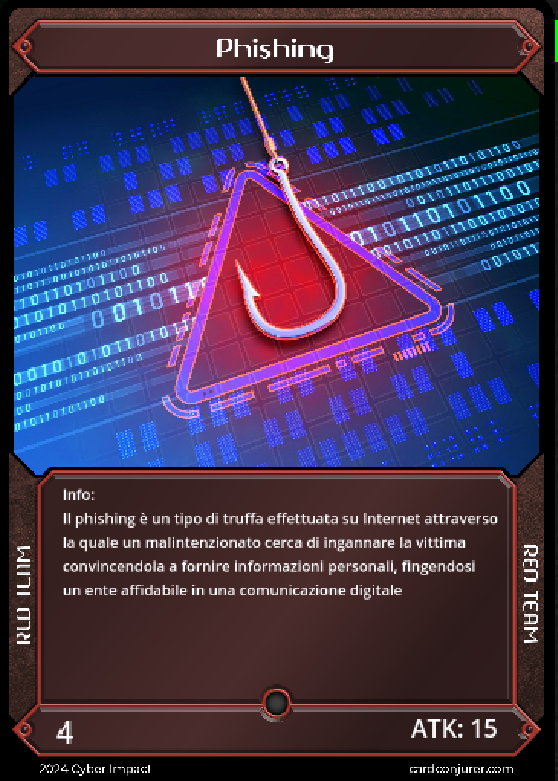 Phishing
Info:
Il phishing è un tipo di truffa effettuata su Internet attraverso
la quale un malintenzionato cerca di ingannare la vittima
convincendola a fornire informazioni personali, fingendosi
un ente affidabile in una comunicazione digitale
RED TEAM
RED TEAM
4
ATK: 15
2024 Cyber Impact
cardconjurer.com